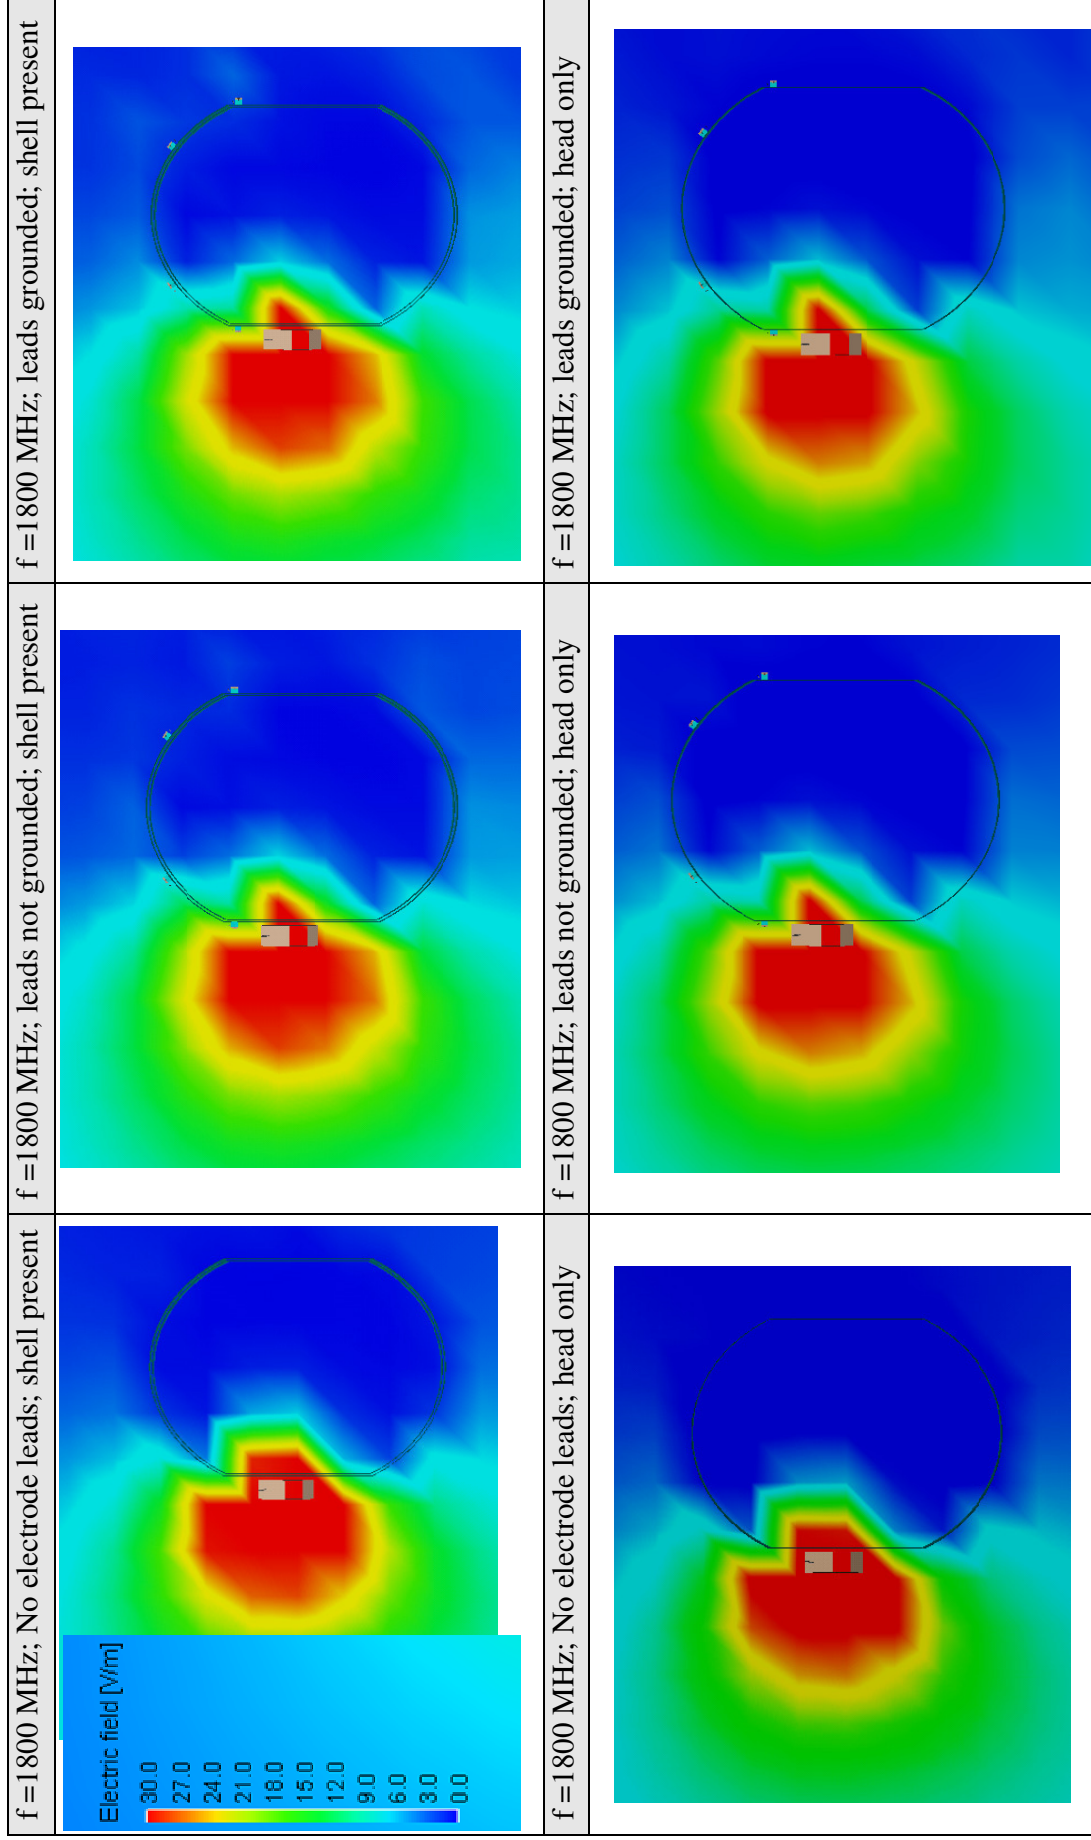 f =1800 MHz; No electrode leads; shell present
f =1800 MHz; leads not grounded; shell present
f =1800 MHz; leads grounded; shell present
Electric field [V/m]
30.0
27.0
24.0
21.0
18.0
15.0
12.0
9.0
6.0
3.0
0.0
f =1800 MHz; No electrode leads; head only
f =1800 MHz; leads not grounded; head only
f =1800 MHz; leads grounded; head only